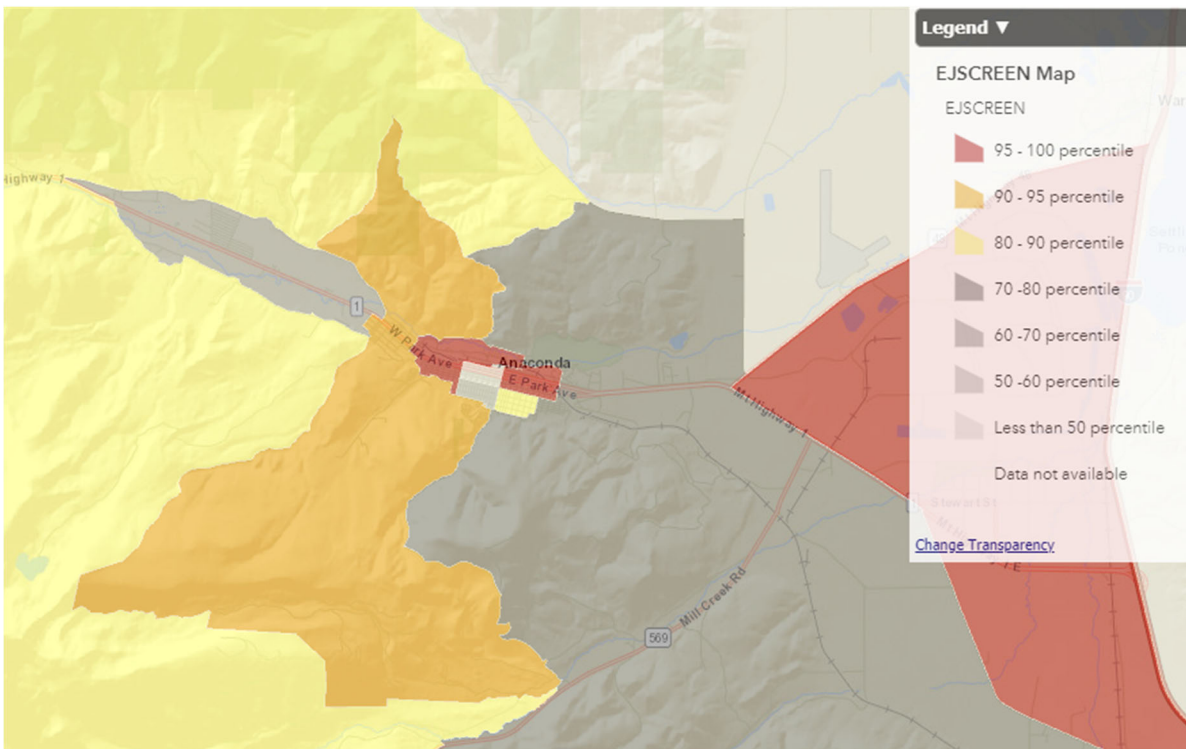 Legend ▼
EJSCREEN Map
EJSCREEN
95 - 100 percentile
90 - 95 percentile
80 - 90 percentile
70 -80 percentile
60 -70 percentile
50 -60 percentile
Less than 50 percentile
Data not available
Change Transparency
Highway 1
1
W Park Ave
Anaconda
E Park Ave
Mt Highway 1
Stewart St
Mill Creek Rd
569